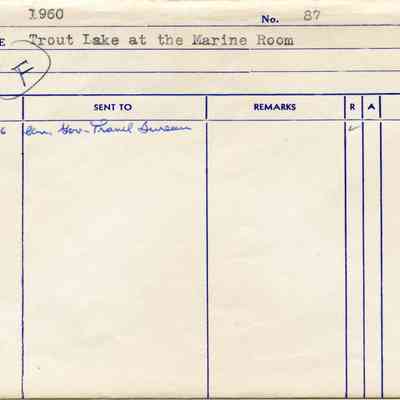 1960 No. 87
E Trout Lake at the Marine Room
F
SENT TO REMARKS R A
6 Can. Gov. Travel Bureau ✓